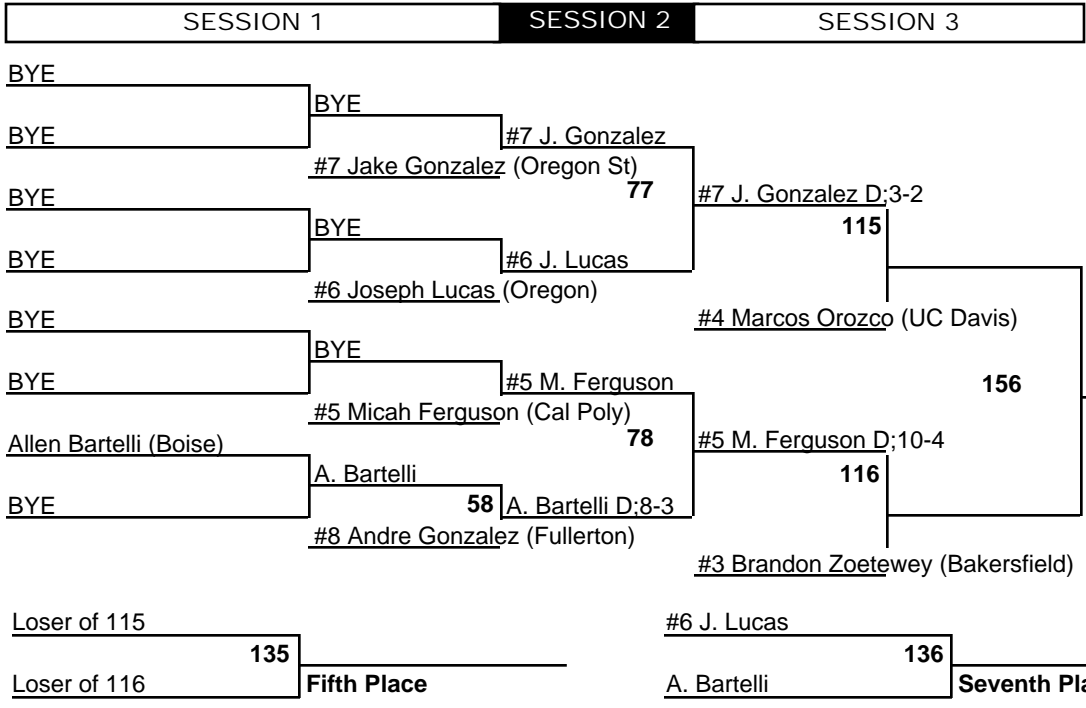 SESSION 1 SESSION 2 SESSION 3
BYE
BYE
BYE #7 J. Gonzalez
#7 Jake Gonzalez (Oregon St)
77
#7 J. Gonzalez D;3-2
BYE
BYE
115
BYE #6 J. Lucas
#6 Joseph Lucas (Oregon)
BYE
#4 Marcos Orozco (UC Davis)
BYE
BYE #5 M. Ferguson
156
#5 Micah Ferguson (Cal Poly)
78
#5 M. Ferguson D;10-4
Allen Bartelli (Boise)
A. Bartelli
116
BYE
58 A. Bartelli D;8-3
#8 Andre Gonzalez (Fullerton)
#3 Brandon Zoetewey (Bakersfield)
Loser of 115
135
Loser of 116
Fifth Place
#6 J. Lucas
136
A. Bartelli
Seventh Pla